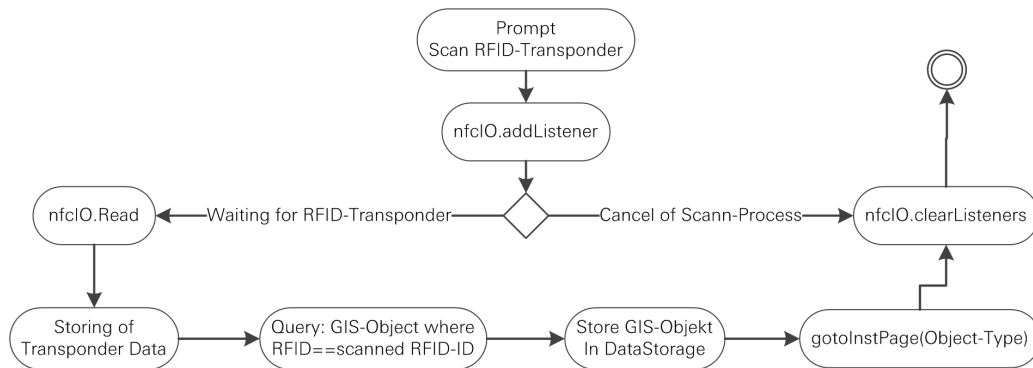 Prompt
Scan RFID-Transponder
nfcIO.addListener
nfcIO.Read
Waiting for RFID-Transponder
Cancel of Scann-Process
nfcIO.clearListeners
Storing of
Transponder Data
Query: GIS-Object where
RFID==scanned RFID-ID
Store GIS-Objekt
In DataStorage
gotoInstPage(Object-Type)